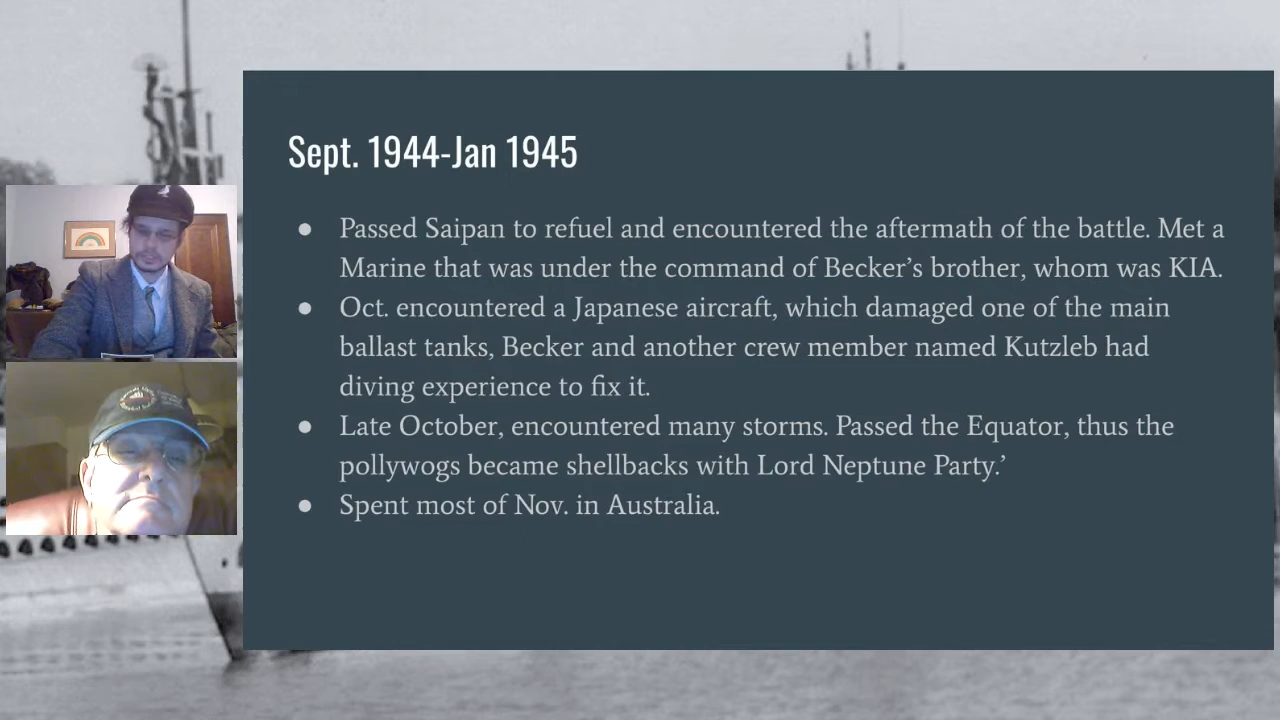 Sept. 1944-Jan 1945
● Passed Saipan to refuel and encountered the aftermath of the battle. Met a
Marine that was under the command of Becker’s brother, whom was KIA.
● Oct. encountered a Japanese aircraft, which damaged one of the main
ballast tanks, Becker and another crew member named Kutzleb had
diving experience to fix it.
● Late October, encountered many storms. Passed the Equator, thus the
pollywogs became shellbacks with Lord Neptune Party.’
● Spent most of Nov. in Australia.